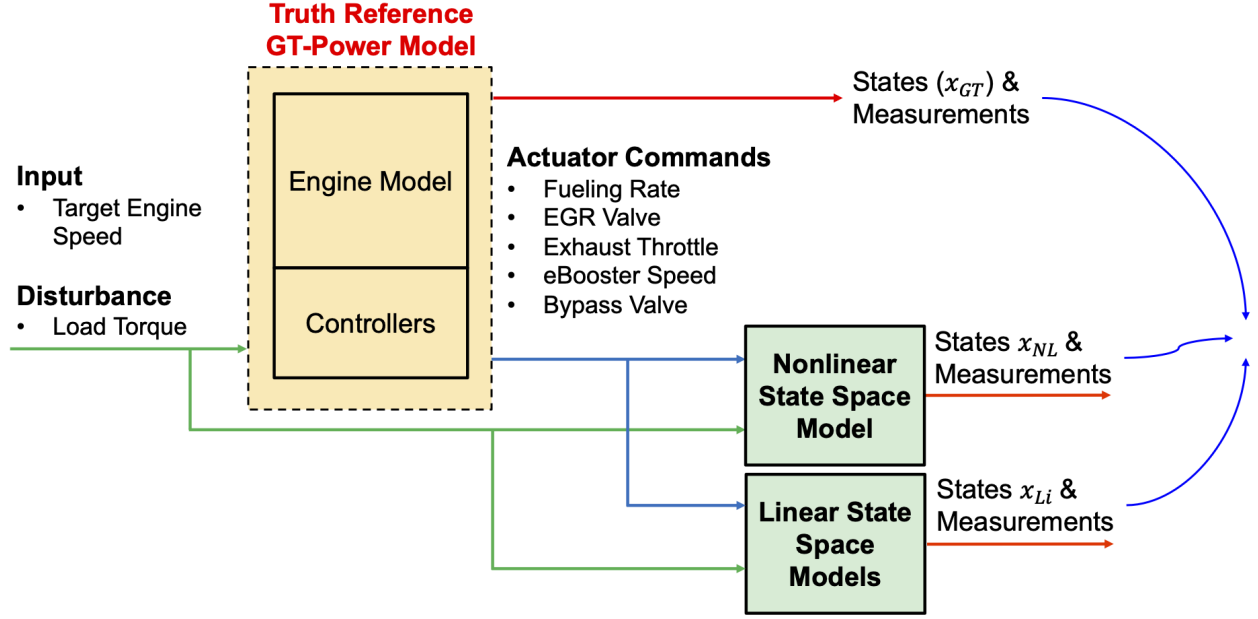 Truth Reference
GT-Power Model
Engine Model
Controllers
Input
• Target Engine
Speed
Disturbance
• Load Torque
Actuator Commands
• Fueling Rate
• EGR Valve
• Exhaust Throttle
• eBooster Speed
• Bypass Valve
States (x_GT) &
Measurements
Nonlinear
State Space
Model
States x_NL &
Measurements
Linear State
Space
Models
States x_Li &
Measurements